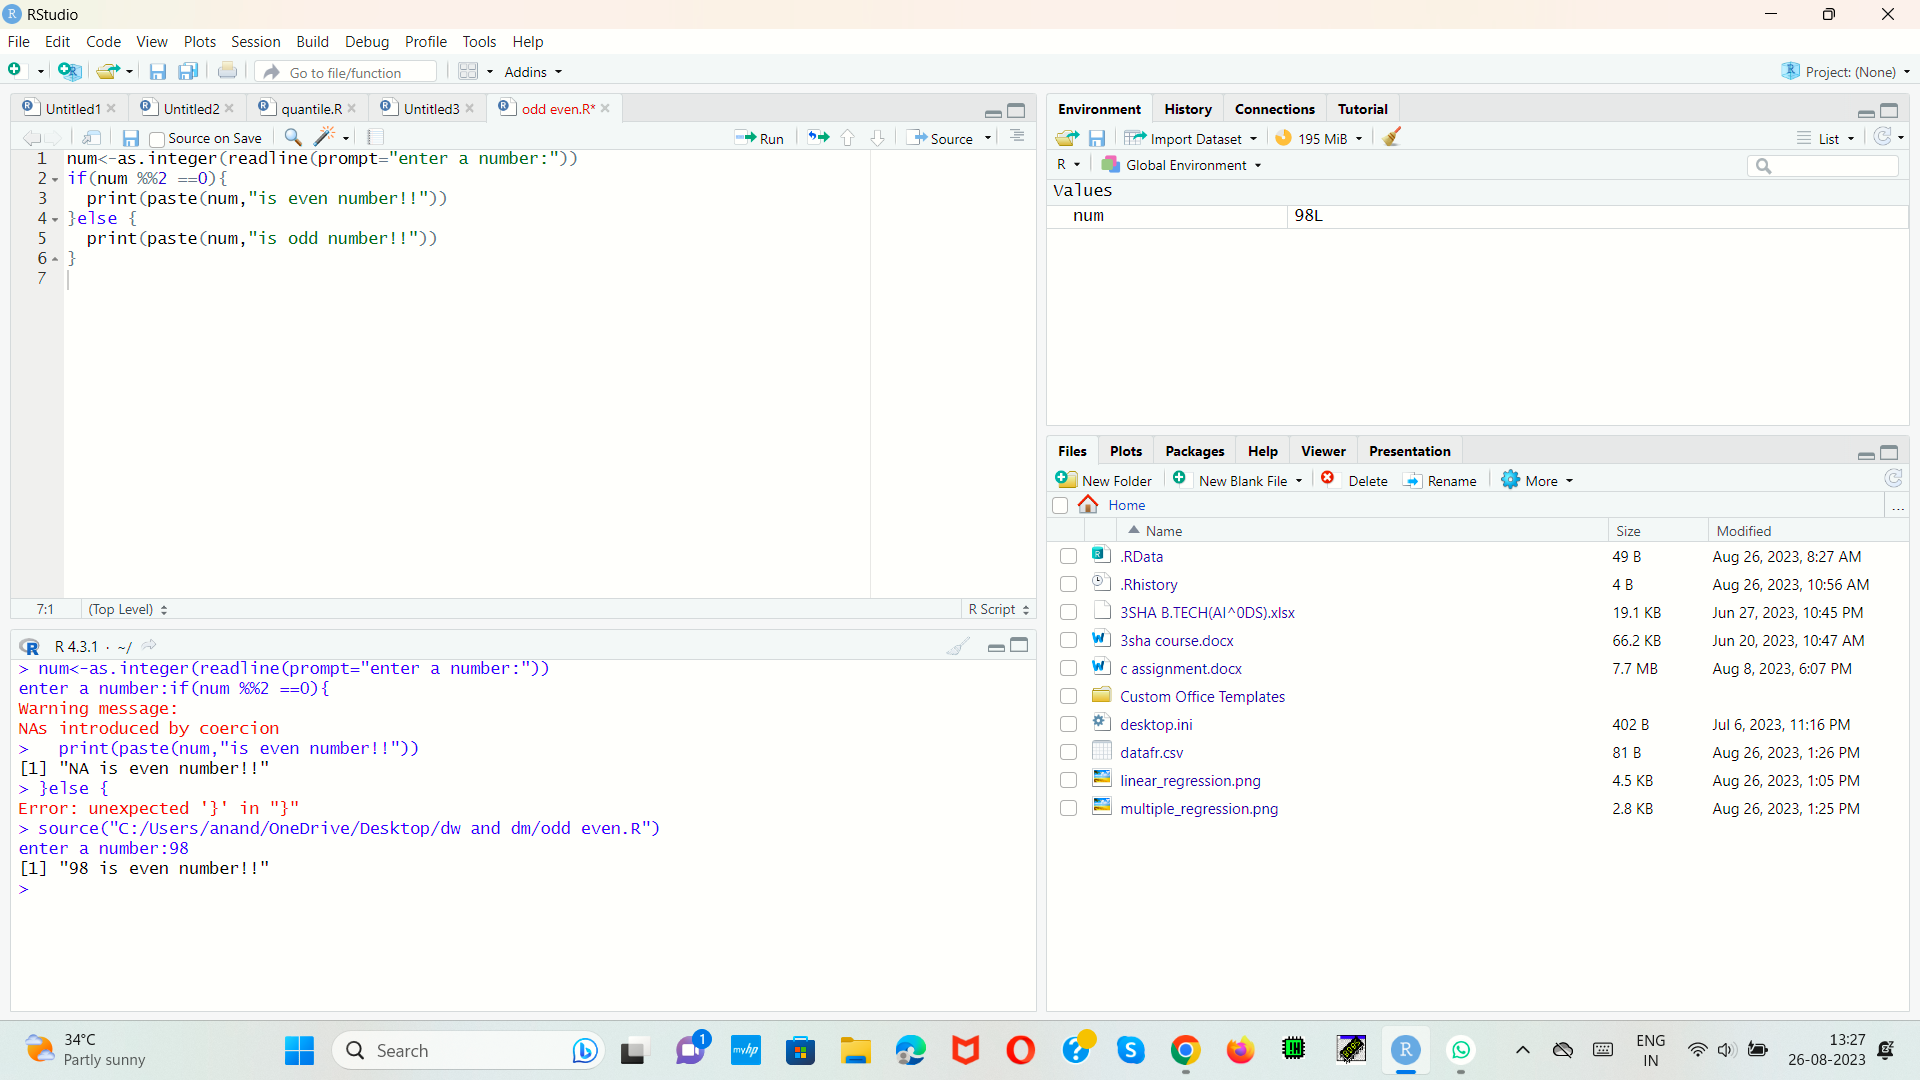 RStudio
File Edit Code View Plots Session Build Debug Profile Tools Help
Go to file/function Addins Project: (None)
Untitled1 Untitled2 quantile.R Untitled3 odd even.R*
Source on Save Run Source
1 num<-as.integer(readline(prompt="enter a number:"))
2 if(num %%2 ==0){
3 print(paste(num,"is even number!!"))
4 }else {
5 print(paste(num,"is odd number!!"))
6 }
7
7:1 (Top Level) R Script
R 4.3.1 · ~/
> num<-as.integer(readline(prompt="enter a number:"))
enter a number:if(num %%2 ==0){
Warning message:
NAs introduced by coercion
> print(paste(num,"is even number!!"))
[1] "NA is even number!!"
> }else {
Error: unexpected '}' in "}"
> source("C:/Users/anand/OneDrive/Desktop/dw and dm/odd even.R")
enter a number:98
[1] "98 is even number!!"
>
Environment History Connections Tutorial
Import Dataset 195 MiB List
R Global Environment
Values
num 98L
Files Plots Packages Help Viewer Presentation
New Folder New Blank File Delete Rename More
Home ...
Name Size Modified
.RData 49 B Aug 26, 2023, 8:27 AM
.Rhistory 4 B Aug 26, 2023, 10:56 AM
3SHA B.TECH(AI^0DS).xlsx 19.1 KB Jun 27, 2023, 10:45 PM
3sha course.docx 66.2 KB Jun 20, 2023, 10:47 AM
c assignment.docx 7.7 MB Aug 8, 2023, 6:07 PM
Custom Office Templates
desktop.ini 402 B Jul 6, 2023, 11:16 PM
datafr.csv 81 B Aug 26, 2023, 1:26 PM
linear_regression.png 4.5 KB Aug 26, 2023, 1:05 PM
multiple_regression.png 2.8 KB Aug 26, 2023, 1:25 PM
34°C
Partly sunny
Search
1
myhp
ENG
IN
13:27
26-08-2023